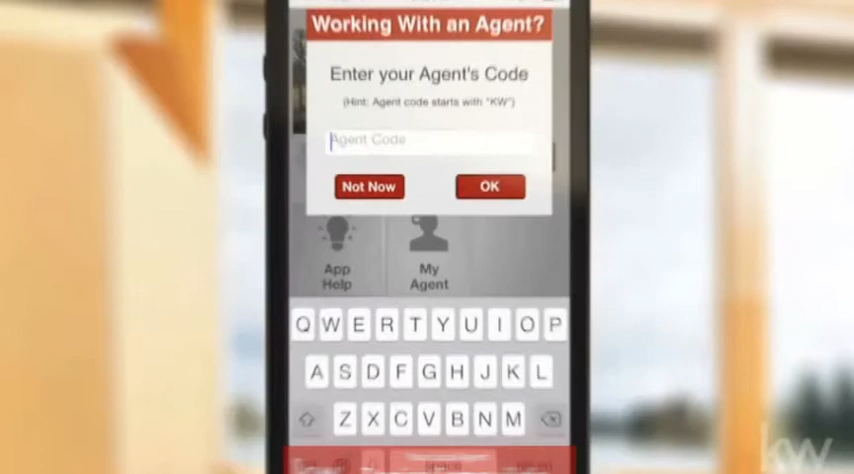 Working With an Agent?
Enter your Agent's Code
(Hint: Agent code starts with "KW")
Agent Code
Not Now OK
App Help
My Agent
Q W E R T Y U I O P
A S D F G H J K L
Z X C V B N M
space
kw